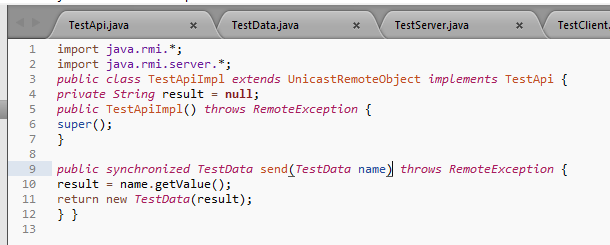 TestApi.java × TestData.java × TestServer.java × TestClient.
1 import java.rmi.*;
2 import java.rmi.server.*;
3 public class TestApiImpl extends UnicastRemoteObject implements TestApi {
4 private String result = null;
5 public TestApiImpl() throws RemoteException {
6 super();
7 }
8
9 public synchronized TestData send(TestData name) throws RemoteException {
10 result = name.getValue();
11 return new TestData(result);
12 } }
13